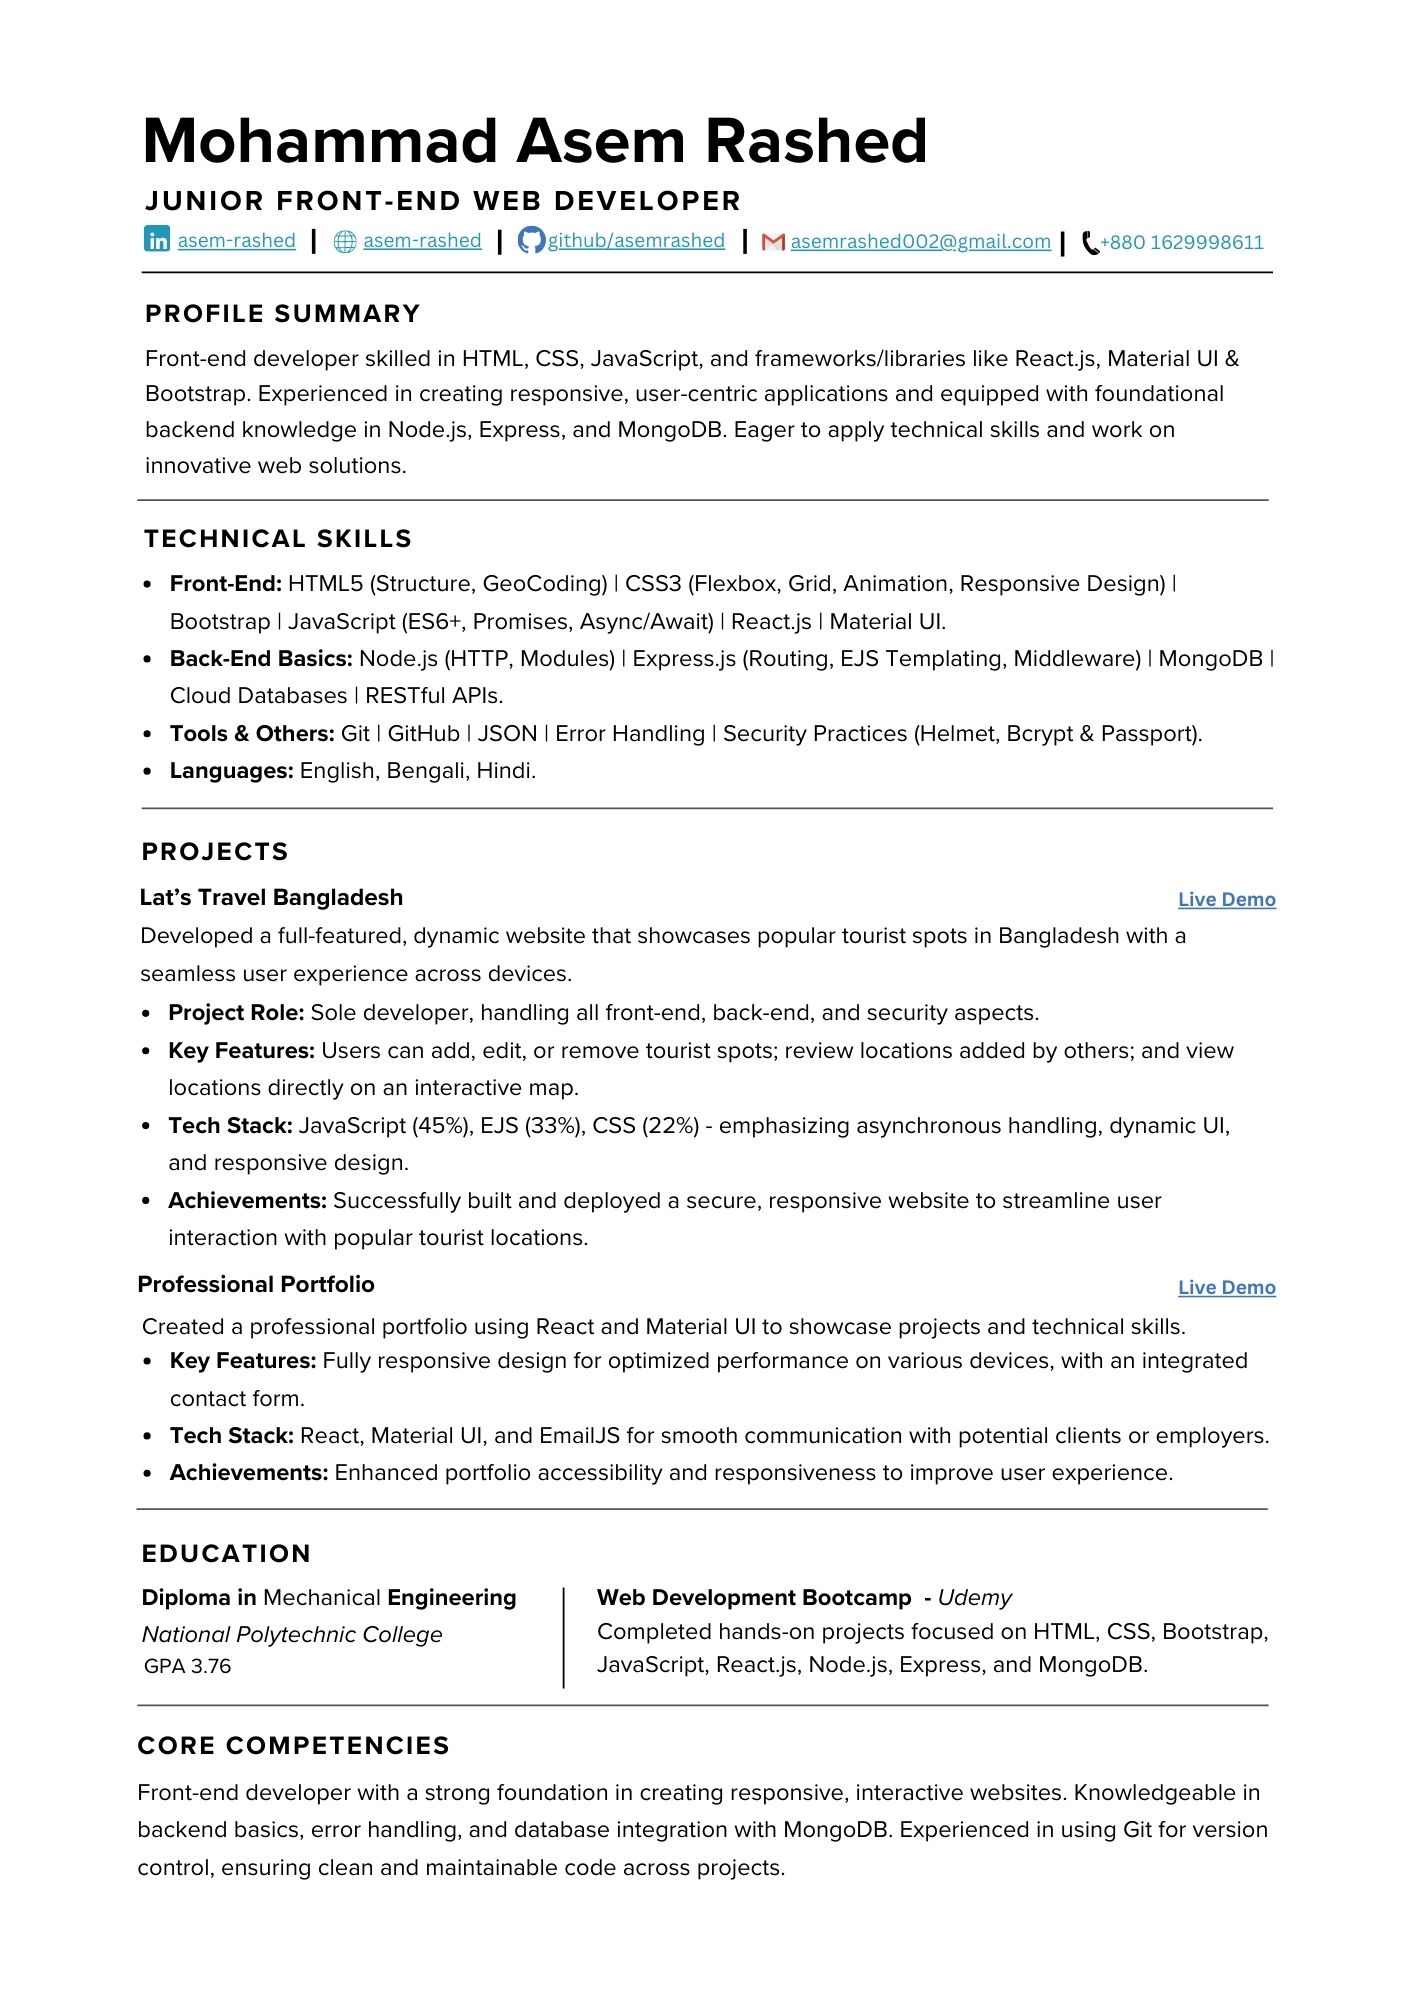 Mohammad Asem Rashed
JUNIOR FRONT-END WEB DEVELOPER
asem-rashed | asem-rashed | github/asemrashed | asemrashed002@gmail.com | +880 1629998611
PROFILE SUMMARY
Front-end developer skilled in HTML, CSS, JavaScript, and frameworks/libraries like React.js, Material UI &
Bootstrap. Experienced in creating responsive, user-centric applications and equipped with foundational
backend knowledge in Node.js, Express, and MongoDB. Eager to apply technical skills and work on
innovative web solutions.
TECHNICAL SKILLS
• Front-End: HTML5 (Structure, GeoCoding) | CSS3 (Flexbox, Grid, Animation, Responsive Design) |
Bootstrap | JavaScript (ES6+, Promises, Async/Await) | React.js | Material UI.
• Back-End Basics: Node.js (HTTP, Modules) | Express.js (Routing, EJS Templating, Middleware) | MongoDB |
Cloud Databases | RESTful APIs.
• Tools & Others: Git | GitHub | JSON | Error Handling | Security Practices (Helmet, Bcrypt & Passport).
• Languages: English, Bengali, Hindi.
PROJECTS
Lat’s Travel Bangladesh Live Demo
Developed a full-featured, dynamic website that showcases popular tourist spots in Bangladesh with a
seamless user experience across devices.
• Project Role: Sole developer, handling all front-end, back-end, and security aspects.
• Key Features: Users can add, edit, or remove tourist spots; review locations added by others; and view
locations directly on an interactive map.
• Tech Stack: JavaScript (45%), EJS (33%), CSS (22%) - emphasizing asynchronous handling, dynamic UI,
and responsive design.
• Achievements: Successfully built and deployed a secure, responsive website to streamline user
interaction with popular tourist locations.
Professional Portfolio Live Demo
Created a professional portfolio using React and Material UI to showcase projects and technical skills.
• Key Features: Fully responsive design for optimized performance on various devices, with an integrated
contact form.
• Tech Stack: React, Material UI, and EmailJS for smooth communication with potential clients or employers.
• Achievements: Enhanced portfolio accessibility and responsiveness to improve user experience.
EDUCATION
Diploma in Mechanical Engineering
National Polytechnic College
GPA 3.76
Web Development Bootcamp - Udemy
Completed hands-on projects focused on HTML, CSS, Bootstrap,
JavaScript, React.js, Node.js, Express, and MongoDB.
CORE COMPETENCIES
Front-end developer with a strong foundation in creating responsive, interactive websites. Knowledgeable in
backend basics, error handling, and database integration with MongoDB. Experienced in using Git for version
control, ensuring clean and maintainable code across projects.